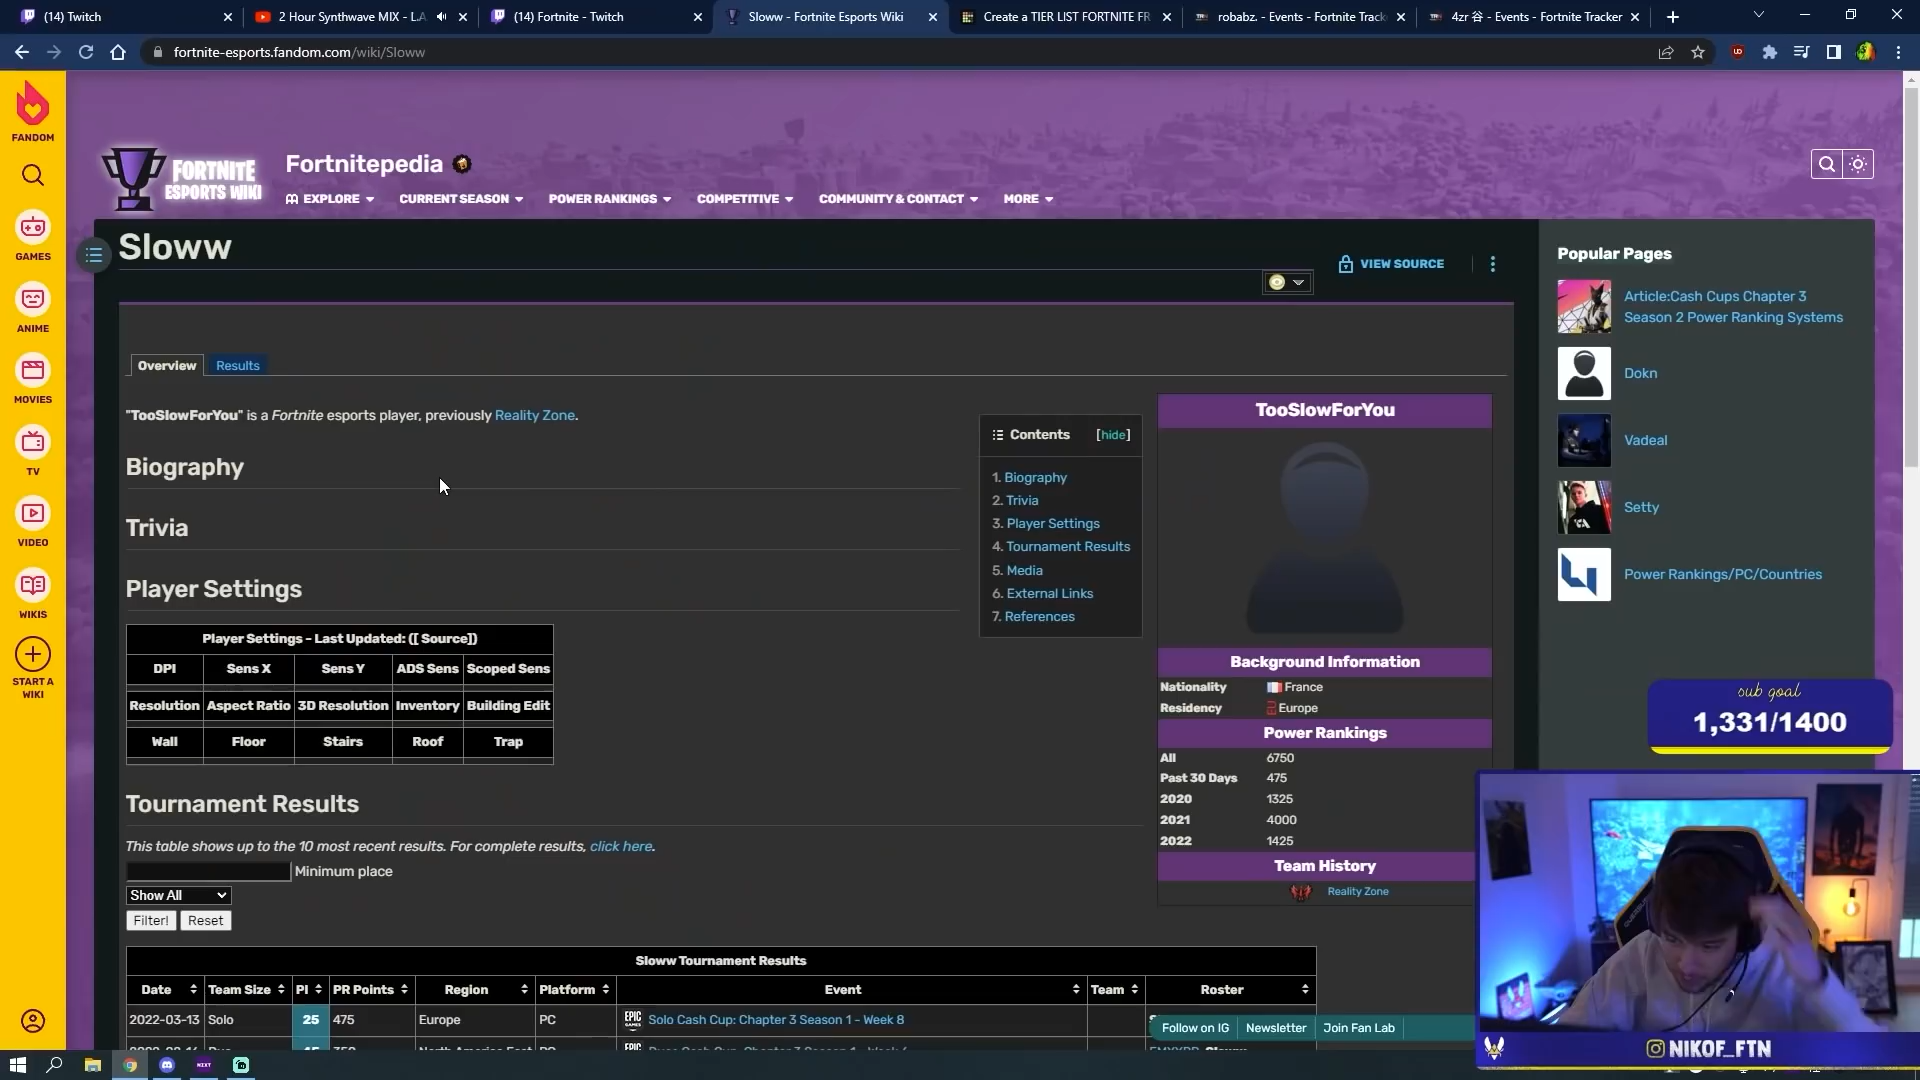 (14) Twitch
2 Hour Synthwave MIX - L.A
(14) Fortnite - Twitch
Sloww - Fortnite Esports Wiki
Create a TIER LIST FORTNITE FR
robabz. - Events - Fortnite Track
4zr 谷 - Events - Fortnite Tracker
fortnite-esports.fandom.com/wiki/Sloww
FANDOM
GAMES
ANIME
MOVIES
TV
VIDEO
WIKIS
START A
WIKI
FORTNITE
ESPORTS WIKI
Fortnitepedia
EXPLORE
CURRENT SEASON
POWER RANKINGS
COMPETITIVE
COMMUNITY & CONTACT
MORE
Sloww
VIEW SOURCE
Overview
Results
"TooSlowForYou" is a Fortnite esports player, previously Reality Zone.
Biography
Trivia
Player Settings
Player Settings - Last Updated: ([ Source])
DPI Sens X Sens Y ADS Sens Scoped Sens
Resolution Aspect Ratio 3D Resolution Inventory Building Edit
Wall Floor Stairs Roof Trap
Contents [hide]
1. Biography
2. Trivia
3. Player Settings
4. Tournament Results
5. Media
6. External Links
7. References
TooSlowForYou
Background Information
Nationality France
Residency Europe
Power Rankings
All 6750
Past 30 Days 475
2020 1325
2021 4000
2022 1425
Team History
Reality Zone
Tournament Results
This table shows up to the 10 most recent results. For complete results, click here.
Minimum place
Show All
Filter! Reset
Sloww Tournament Results
Date Team Size Pl PR Points Region Platform Event Team Roster
2022-03-13 Solo 25 475 Europe PC EPIC GAMES Solo Cash Cup: Chapter 3 Season 1 - Week 8
Follow on IG
Newsletter
Join Fan Lab
Popular Pages
Article:Cash Cups Chapter 3
Season 2 Power Ranking Systems
Dokn
Vadeal
Setty
Power Rankings/PC/Countries
sub goal
1,331/1400
NIKOF_FTN